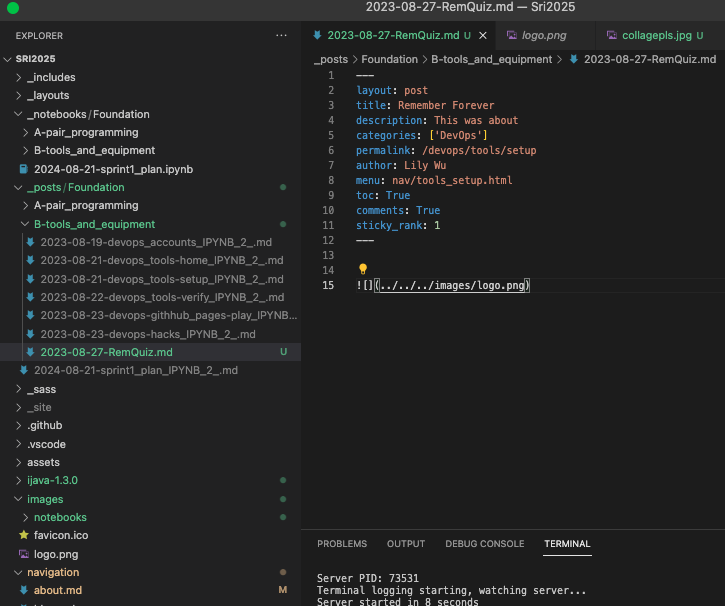 2023-08-27-RemQuiz.md — Sri2025
EXPLORER
SRI2025
_includes
_layouts
_notebooks/Foundation
A-pair_programming
B-tools_and_equipment
2024-08-21-sprint1_plan.ipynb
_posts/Foundation
A-pair_programming
B-tools_and_equipment
2023-08-19-devops_accounts_IPYNB_2_.md
2023-08-21-devops_tools-home_IPYNB_2_.md
2023-08-21-devops_tools-setup_IPYNB_2_.md
2023-08-22-devops_tools-verify_IPYNB_2_.md
2023-08-23-devops-githhub_pages-play_IPYNB...
2023-08-23-devops-hacks_IPYNB_2_.md
2023-08-27-RemQuiz.md U
2024-08-21-sprint1_plan_IPYNB_2_.md
_sass
_site
.github
.vscode
assets
ijava-1.3.0
images
notebooks
favicon.ico
logo.png
navigation
about.md M
2023-08-27-RemQuiz.md U
logo.png
collagepls.jpg U
_posts > Foundation > B-tools_and_equipment > 2023-08-27-RemQuiz.md
1 ---
2 layout: post
3 title: Remember Forever
4 description: This was about
5 categories: ['DevOps']
6 permalink: /devops/tools/setup
7 author: Lily Wu
8 menu: nav/tools_setup.html
9 toc: True
10 comments: True
11 sticky_rank: 1
12 ---
13
14
15 ![](../../../images/logo.png)
PROBLEMS OUTPUT DEBUG CONSOLE TERMINAL
Server PID: 73531
Terminal logging starting, watching server...
Server started in 8 seconds